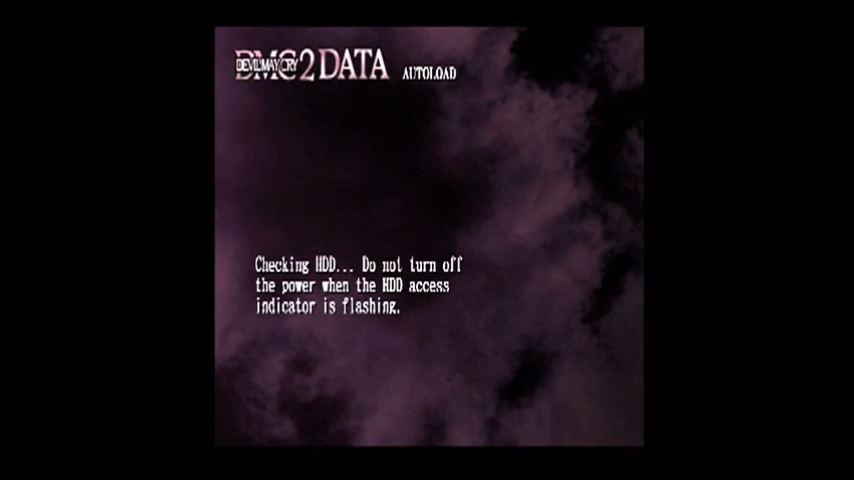 DMC2 DATA AUTOLOAD
DEVIL MAY CRY
Checking HDD... Do not turn off
the power when the HDD access
indicator is flashing.